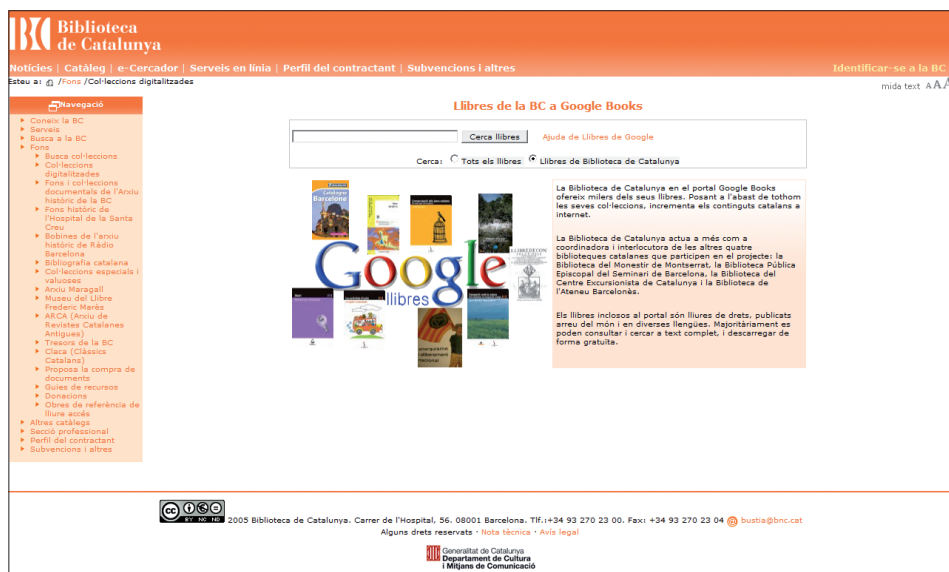 Biblioteca
de Catalunya
Notícies | Catàleg | e-Cercador | Serveis en línia | Perfil del contractant | Subvencions i altres
Identificar-se a la BC
Esteu a: /Fons /Col·leccions digitalitzades
mida text A A A
Navegació
Coneix la BC
Serveis
Busca a la BC
Fons
Busca col·leccions
Col·leccions
digitalitzades
Fons i col·leccions
documentals de l'Arxiu
històric de la BC
Fons històric de
l'Hospital de la Santa
Creu
Bobines de l'arxiu
històric de Ràdio
Barcelona
Bibliografia catalana
Col·leccions especials i
valuoses
Arxiu Maragall
Museu del Llibre
Frederic Marès
ARCA (Arxiu de
Revistes Catalanes
Antigues)
Tresors de la BC
Claca (Clàssics
Catalans)
Proposa la compra de
documents
Guies de recursos
Donacions
Obres de referència de
lliure accés
Altres catàlegs
Secció professional
Perfil del contractant
Subvencions i altres
Llibres de la BC a Google Books
Cerca llibres
Ajuda de Llibres de Google
Cerca: Tots els llibres Llibres de Biblioteca de Catalunya
Catalogne
Barcelone
Google
llibres
La Biblioteca de Catalunya en el portal Google Books
ofereix milers dels seus llibres. Posant a l'abast de tothom
les seves col·leccions, incrementa els continguts catalans a
internet.
La Biblioteca de Catalunya actua a més com a
coordinadora i interlocutora de les altres quatre
biblioteques catalanes que participen en el projecte: la
Biblioteca del Monestir de Montserrat, la Biblioteca Pública
Episcopal del Seminari de Barcelona, la Biblioteca del
Centre Excursionista de Catalunya i la Biblioteca de
l'Ateneu Barcelonès.
Els llibres inclosos al portal són lliures de drets, publicats
arreu del món i en diverses llengües. Majoritàriament es
poden consultar i cercar a text complet, i descarregar de
forma gratuïta.
cc BY NC ND 2005 Biblioteca de Catalunya. Carrer de l'Hospital, 56. 08001 Barcelona. Tlf.:+34 93 270 23 00. Fax: +34 93 270 23 04 @ bustia@bnc.cat
Alguns drets reservats · Nota tècnica · Avís legal
Generalitat de Catalunya
Departament de Cultura
i Mitjans de Comunicació